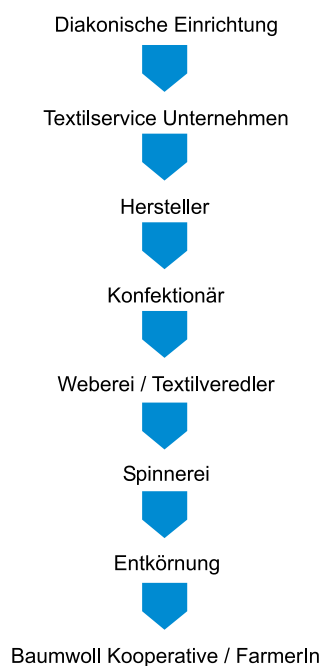 Diakonische Einrichtung
Textilservice Unternehmen
Hersteller
Konfektionär
Weberei / Textilveredler
Spinnerei
Entkörnung
Baumwoll Kooperative / FarmerIn